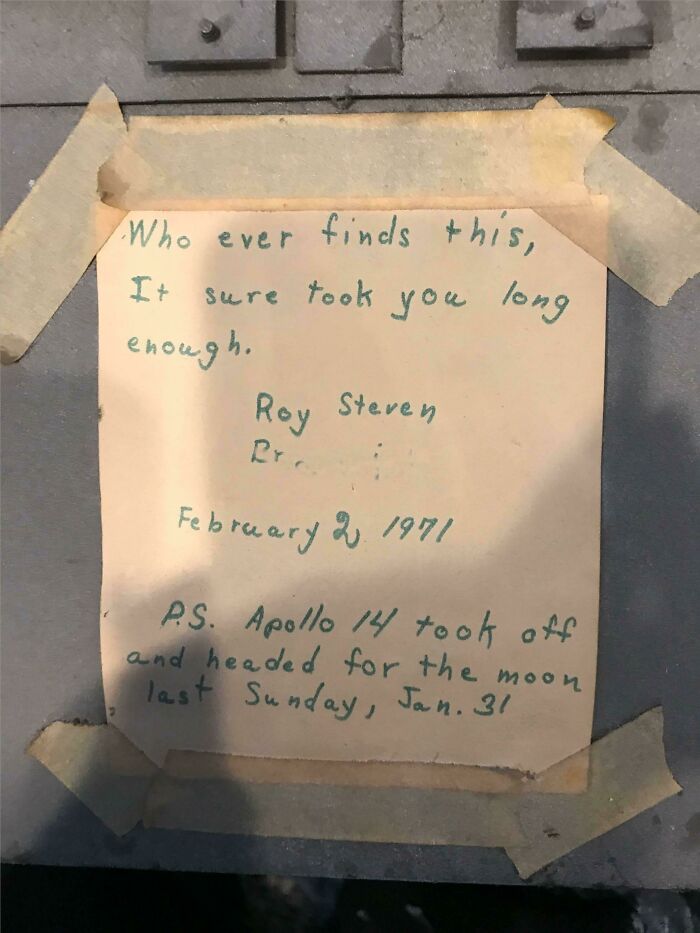 Who ever finds this,
It sure took you long
enough.
Roy Steven
February 2, 1971
P.S. Apollo 14 took off
and headed for the moon
last Sunday, Jan. 31